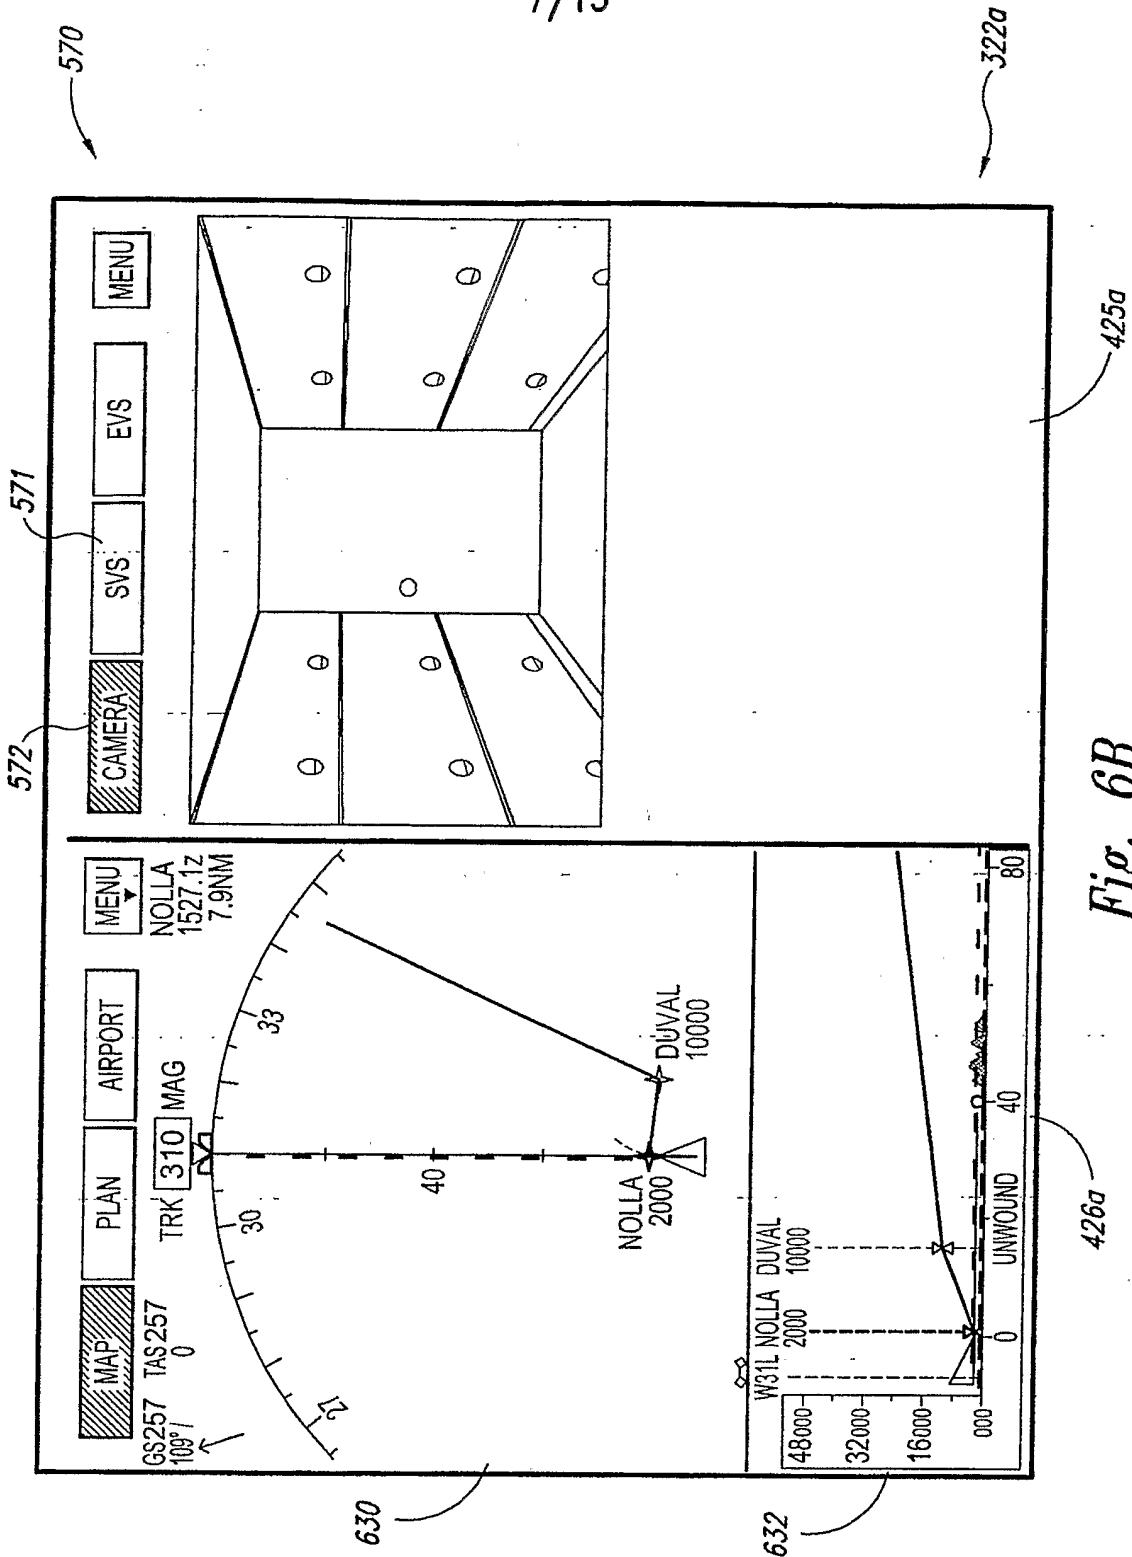 7/15
570
322a
572
571
CAMERA
SVS
EVS
MENU
MAP
PLAN
AIRPORT
MENU
GS257 TAS257
109°/ 0
TRK 310 MAG
NOLLA
1527.1z
7.9NM
27
30
33
40
NOLLA
2000
DUVAL
10000
W31L NOLLA DUVAL
2000 10000
48000
32000
16000
000
0
40
80
UNWOUND
630
632
426a
425a
Fig. 6B